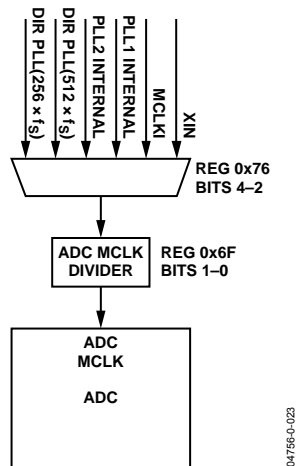 DIR PLL(256 × fS)
DIR PLL(512 × fS)
PLL2 INTERNAL
PLL1 INTERNAL
MCLKI
XIN
REG 0x76
BITS 4–2
ADC MCLK
DIVIDER
REG 0x6F
BITS 1–0
ADC
MCLK
ADC
04756-0-023